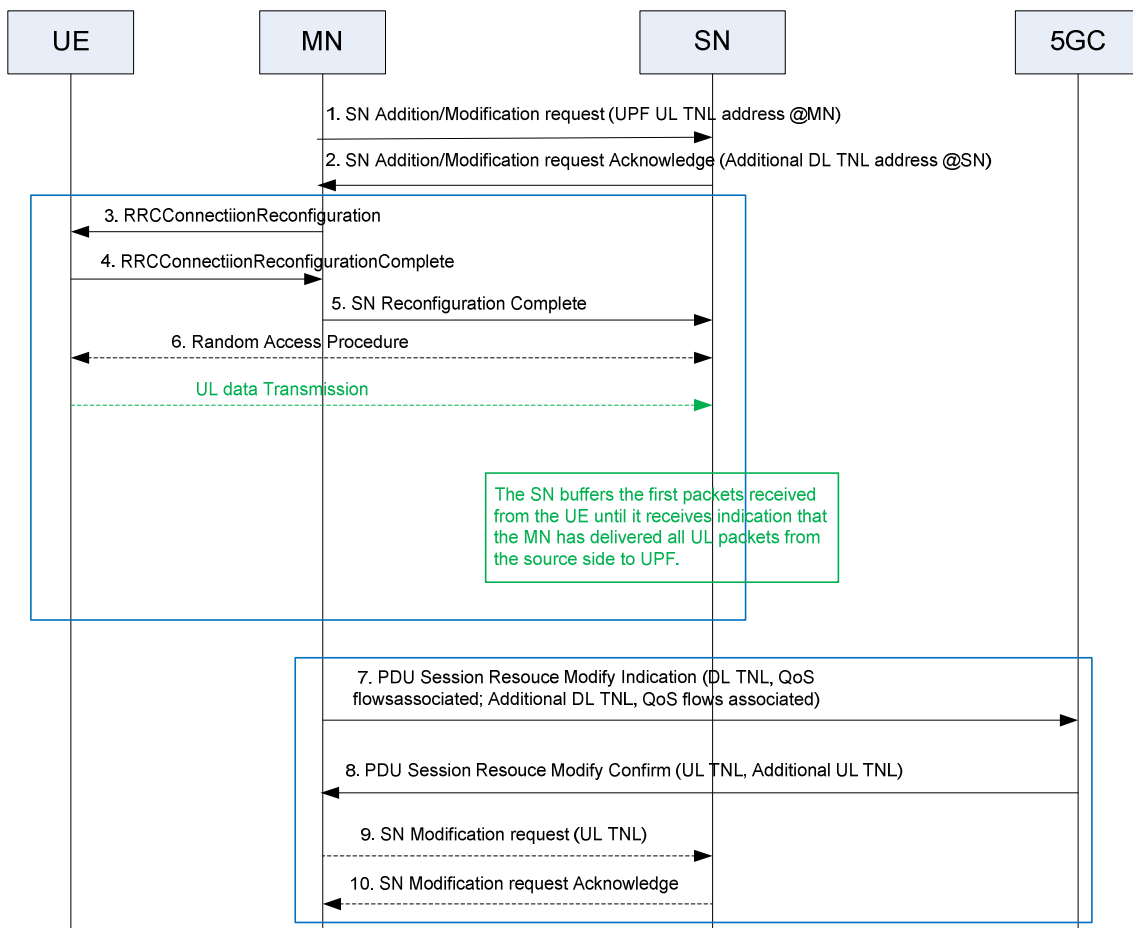 UE
MN
SN
5GC
1. SN Addition/Modification request (UPF UL TNL address @MN)
2. SN Addition/Modification request Acknowledge (Additional DL TNL address @SN)
3. RRCConnectiionReconfiguration
4. RRCConnectiionReconfigurationComplete
5. SN Reconfiguration Complete
6. Random Access Procedure
UL data Transmission
The SN buffers the first packets received
from the UE until it receives indication that
the MN has delivered all UL packets from
the source side to UPF.
7. PDU Session Resouce Modify Indication (DL TNL, QoS
flowsassociated; Additional DL TNL, QoS flows associated)
8. PDU Session Resouce Modify Confirm (UL TNL, Additional UL TNL)
9. SN Modification request (UL TNL)
10. SN Modification request Acknowledge